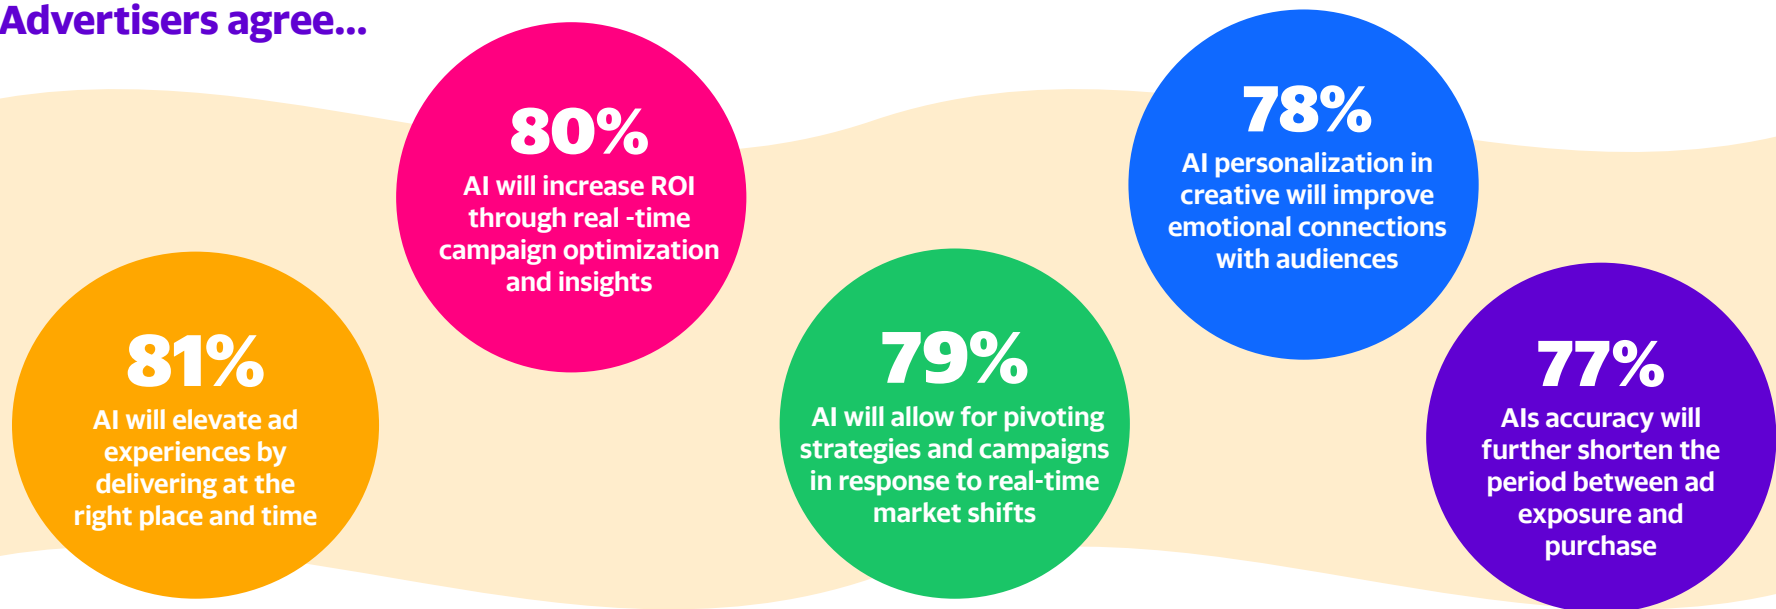 Advertisers agree...
81%
AI will elevate ad
experiences by
delivering at the
right place and time
80%
AI will increase ROI
through real -time
campaign optimization
and insights
79%
AI will allow for pivoting
strategies and campaigns
in response to real-time
market shifts
78%
AI personalization in
creative will improve
emotional connections
with audiences
77%
AIs accuracy will
further shorten the
period between ad
exposure and
purchase